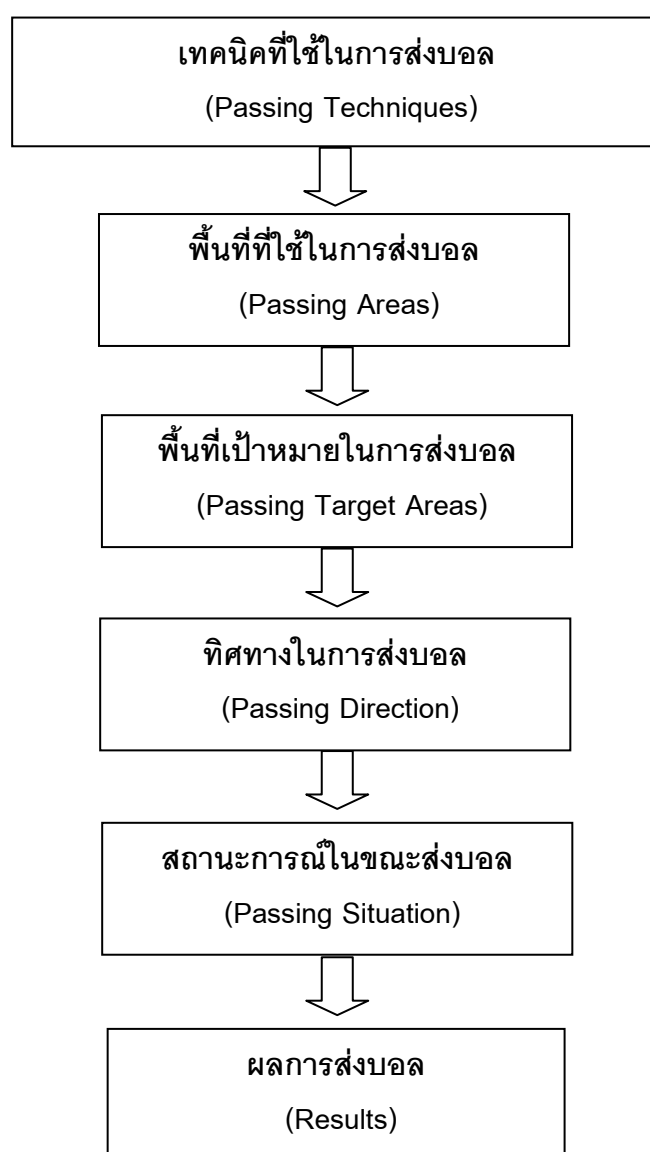 เทคนิคที่ใช้ในการส่งบอล
(Passing Techniques)
พื้นที่ที่ใช้ในการส่งบอล
(Passing Areas)
พื้นที่เป้าหมายในการส่งบอล
(Passing Target Areas)
ทิศทางในการส่งบอล
(Passing Direction)
สถานะการณ์ในขณะส่งบอล
(Passing Situation)
ผลการส่งบอล
(Results)